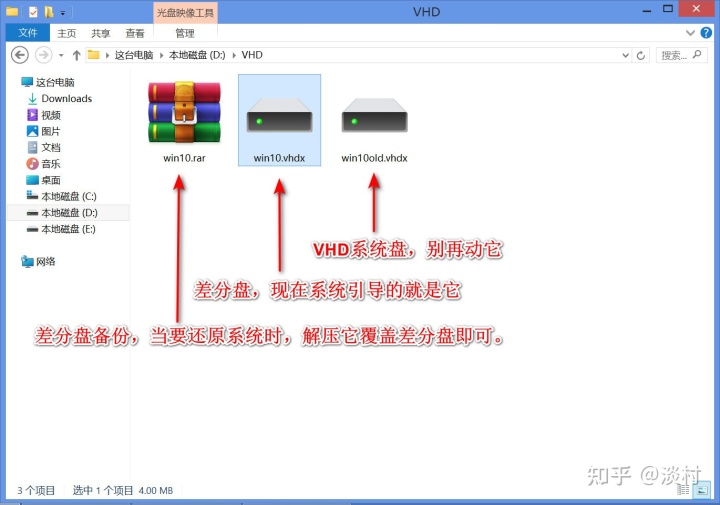 光盘映像工具
VHD
文件
主页
共享
查看
管理
这台电脑
本地磁盘 (D:)
VHD
搜索...
这台电脑
Downloads
视频
图片
文档
音乐
桌面
本地磁盘 (C:)
本地磁盘 (D:)
本地磁盘 (E:)
网络
win10.rar
win10.vhdx
win10old.vhdx
VHD系统盘，别再动它
差分盘，现在系统引导的就是它
差分盘备份，当要还原系统时，解压它覆盖差分盘即可。
3 个项目
选中 1 个项目 4.00 MB
知乎 @淡村